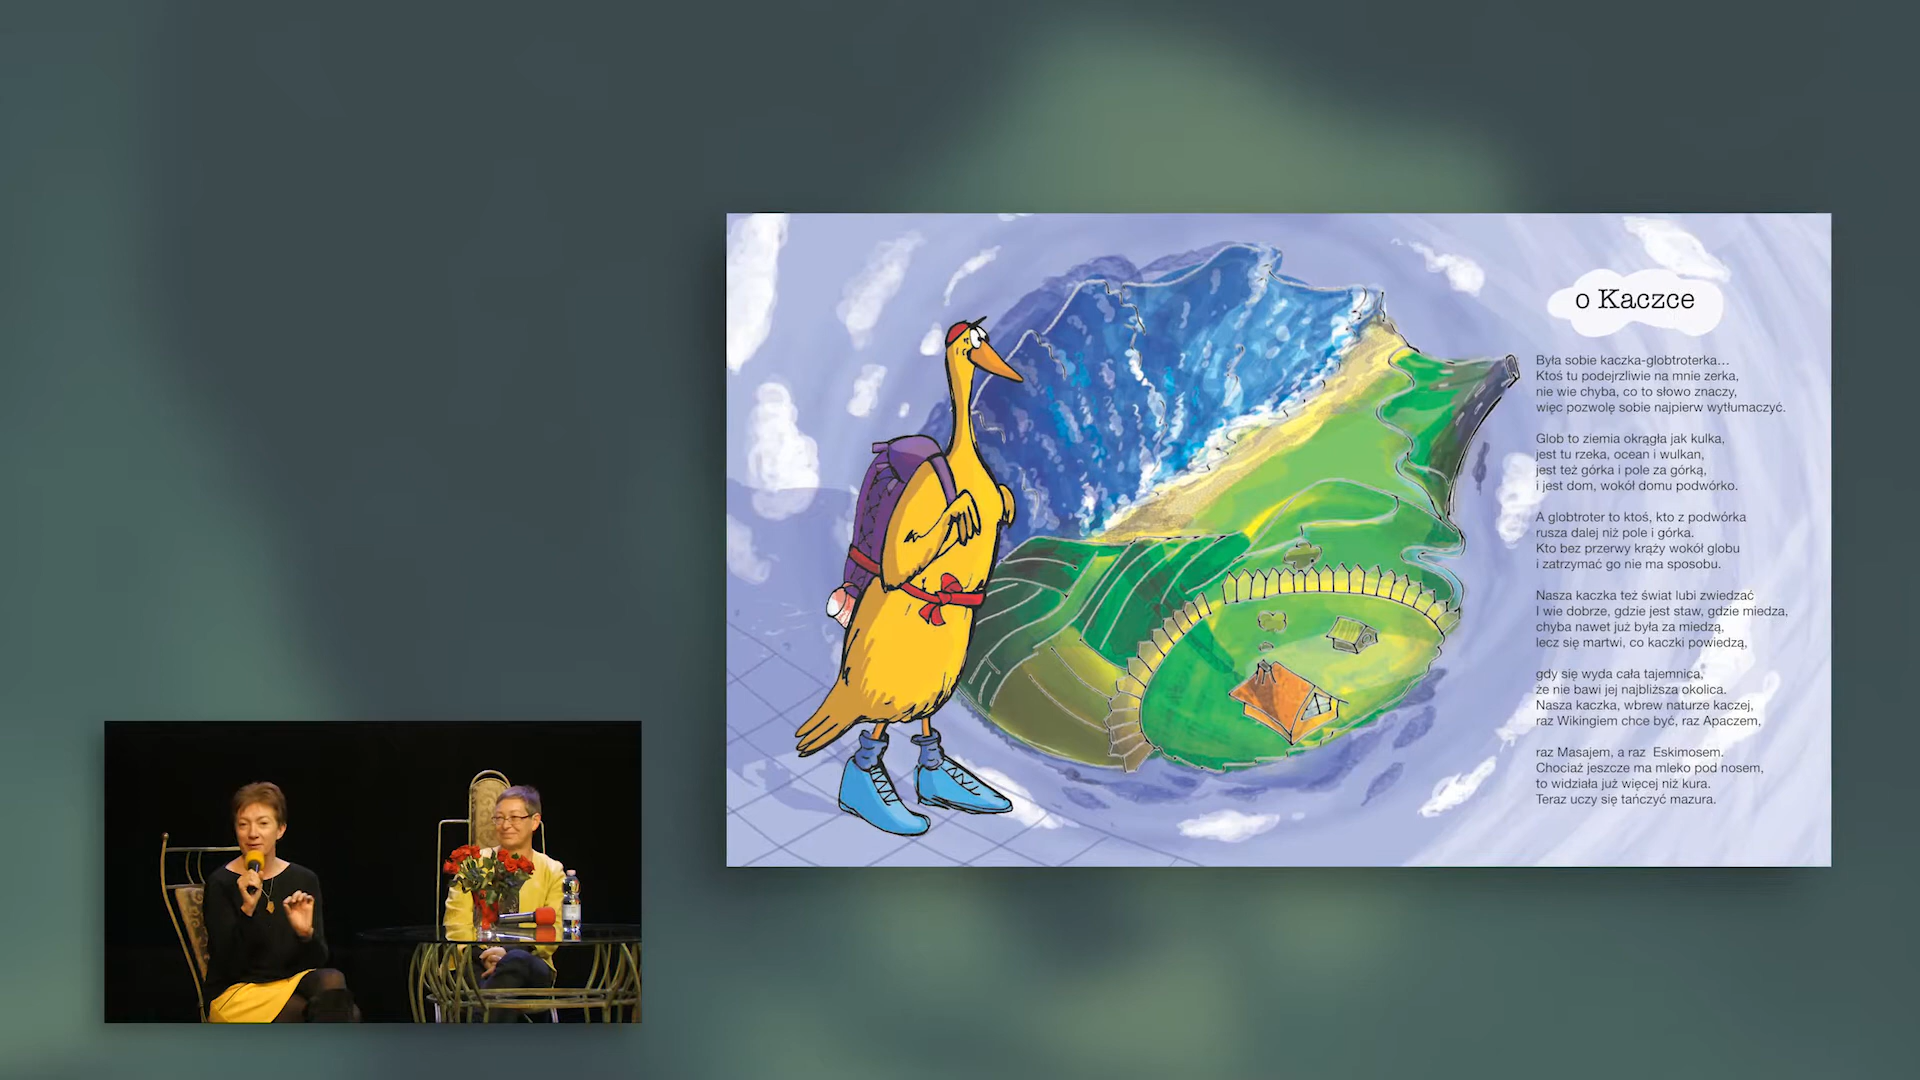 o Kaczce
Była sobie kaczka-globtroterka…
Ktoś tu podejrzliwie na mnie zerka,
nie wie chyba, co to słowo znaczy,
więc pozwolę sobie najpierw wytłumaczyć.
Glob to ziemia okrągła jak kulka,
jest tu rzeka, ocean i wulkan,
jest też górka i pole za górką,
i jest dom, wokół domu podwórko.
A globtroter to ktoś, kto z podwórka
rusza dalej niż pole i górka.
Kto bez przerwy krąży wokół globu
i zatrzymać go nie ma sposobu.
Nasza kaczka też świat lubi zwiedzać
I wie dobrze, gdzie jest staw, gdzie miedza,
chyba nawet już była za miedzą,
lecz się martwi, co kaczki powiedzą,
gdy się wyda cała tajemnica,
że nie bawi jej najbliższa okolica.
Nasza kaczka, wbrew naturze kaczej,
raz Wikingiem chce być, raz Apaczem,
raz Masajem, a raz Eskimosem.
Chociaż jeszcze ma mleko pod nosem,
to widziała już więcej niż kura.
Teraz uczy się tańczyć mazura.